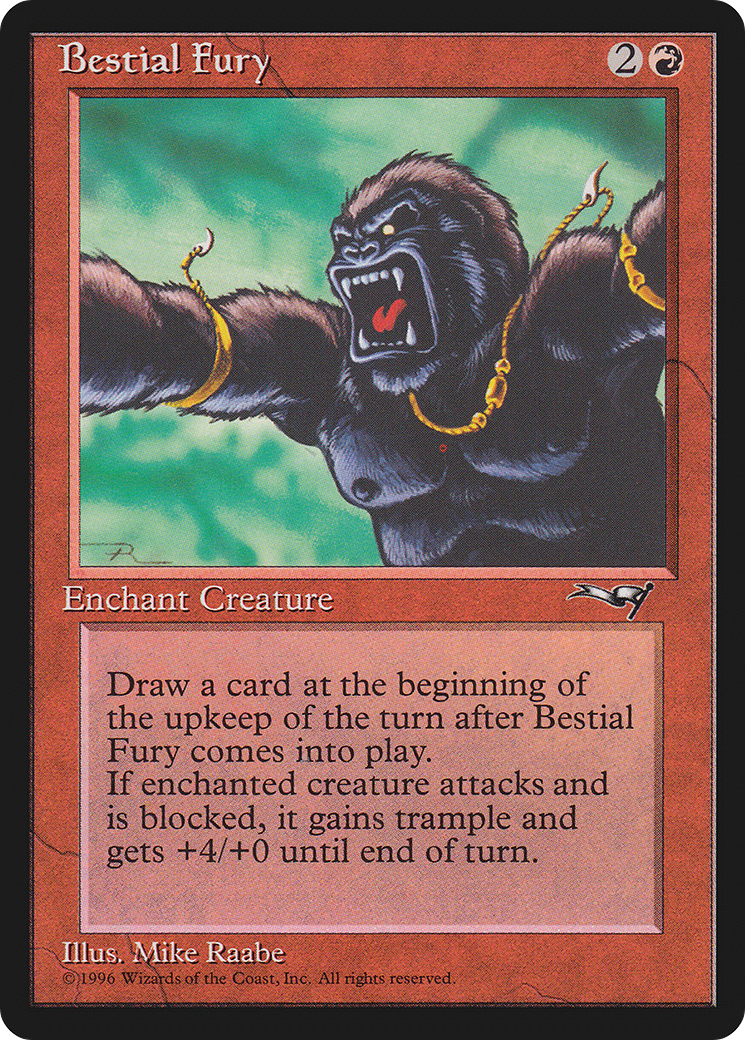 Bestial Fury 2
Enchant Creature
Draw a card at the beginning of
the upkeep of the turn after Bestial
Fury comes into play.
If enchanted creature attacks and
is blocked, it gains trample and
gets +4/+0 until end of turn.
Illus. Mike Raabe
©1996 Wizards of the Coast, Inc. All rights reserved.